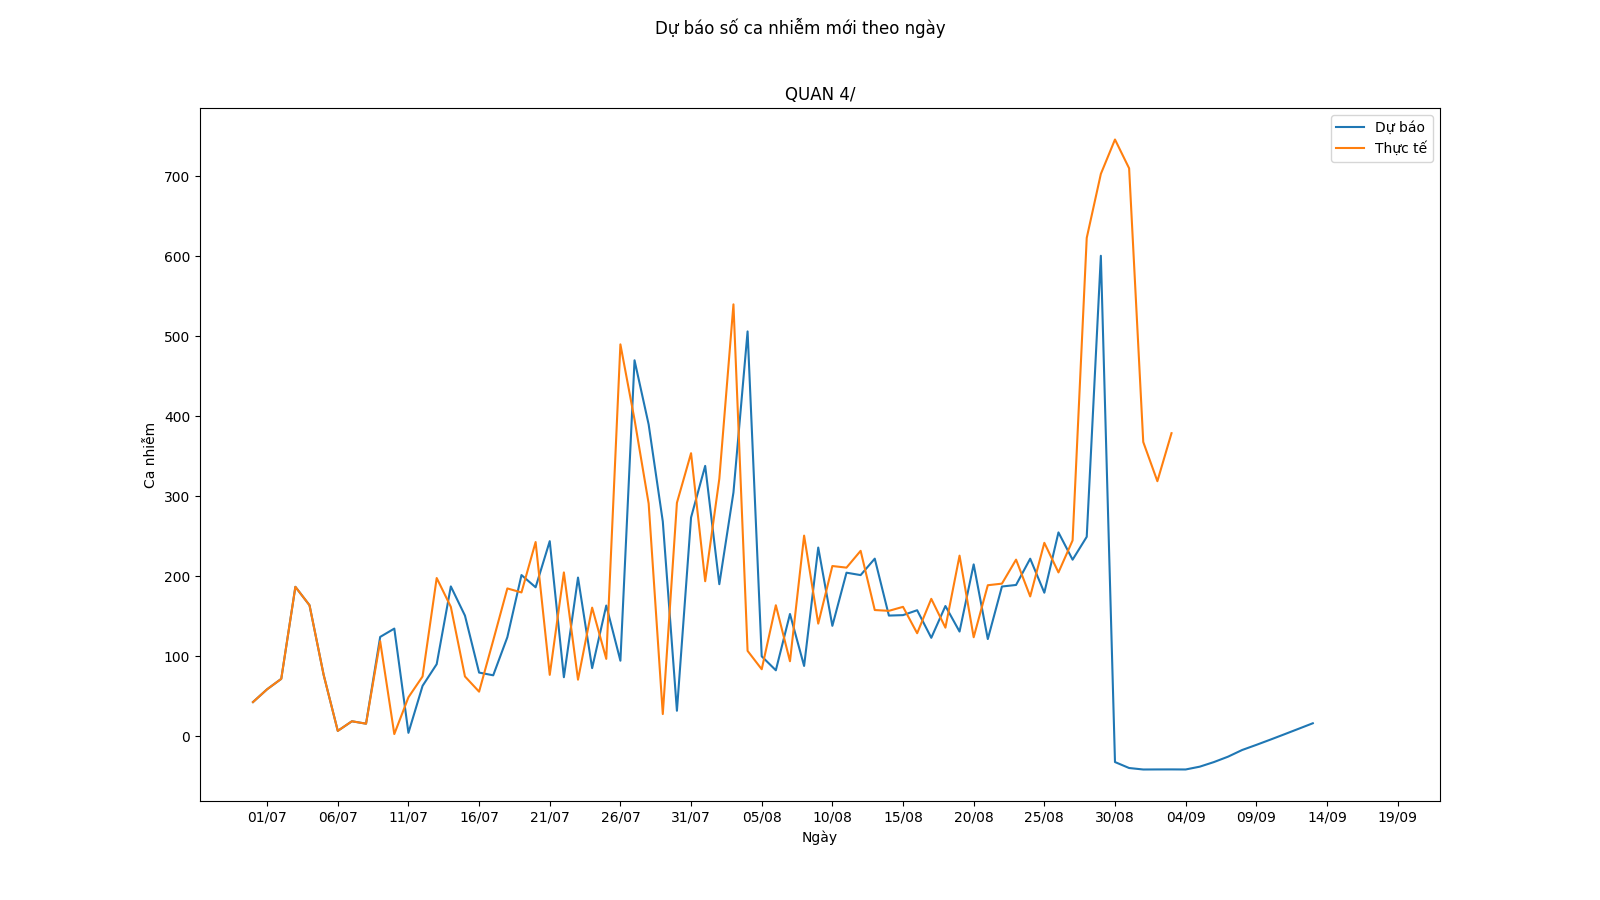 Dự báo số ca nhiễm mới theo ngày
QUAN 4/
Dự báo
Thực tế
700
600
500
400
300
200
100
0
Ca nhiễm
01/07 06/07 11/07 16/07 21/07 26/07 31/07 05/08 10/08 15/08 20/08 25/08 30/08 04/09 09/09 14/09 19/09
Ngày